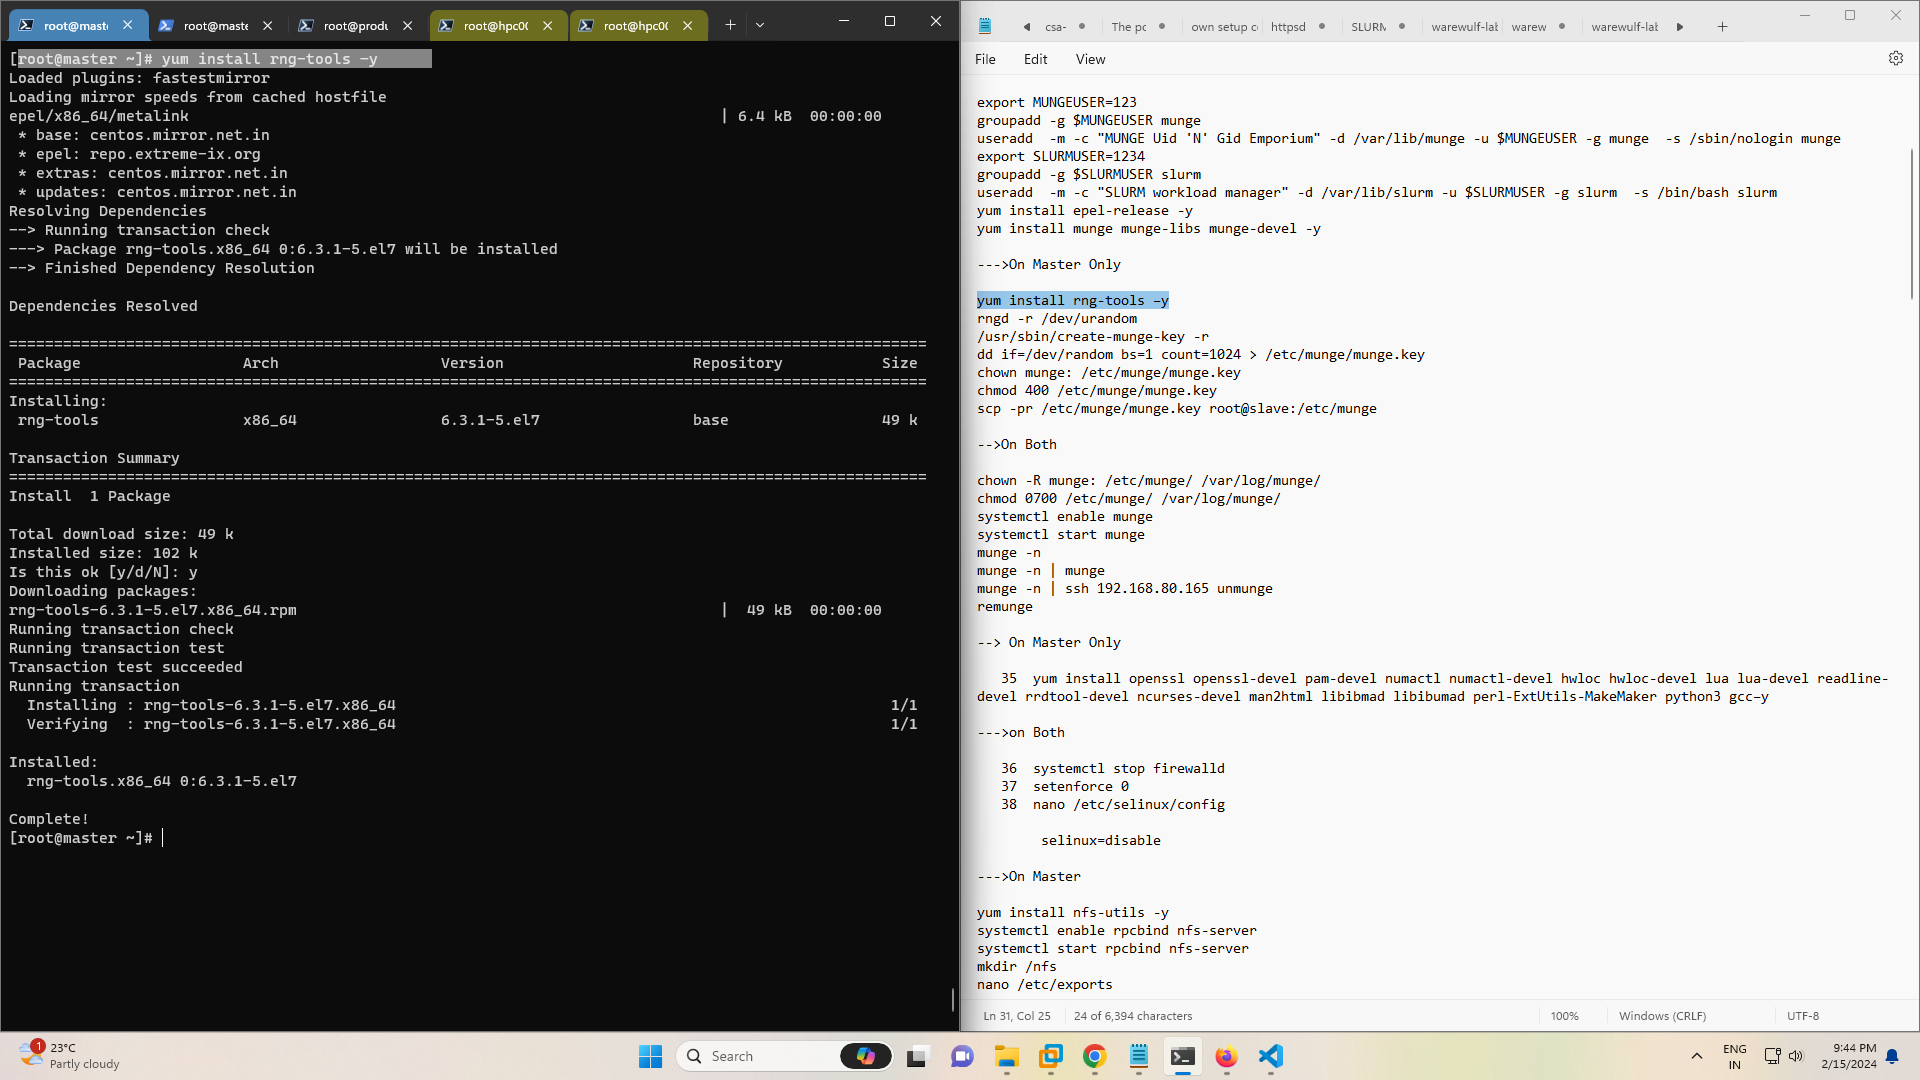 root@mast
root@maste
root@produ
root@hpc0
root@hpc0
[root@master ~]# yum install rng-tools –y
Loaded plugins: fastestmirror
Loading mirror speeds from cached hostfile
epel/x86_64/metalink | 6.4 kB 00:00:00
* base: centos.mirror.net.in
* epel: repo.extreme-ix.org
* extras: centos.mirror.net.in
* updates: centos.mirror.net.in
Resolving Dependencies
--> Running transaction check
---> Package rng-tools.x86_64 0:6.3.1-5.el7 will be installed
--> Finished Dependency Resolution
Dependencies Resolved
================================================================================
Package Arch Version Repository Size
================================================================================
Installing:
rng-tools x86_64 6.3.1-5.el7 base 49 k
Transaction Summary
================================================================================
Install 1 Package
Total download size: 49 k
Installed size: 102 k
Is this ok [y/d/N]: y
Downloading packages:
rng-tools-6.3.1-5.el7.x86_64.rpm | 49 kB 00:00:00
Running transaction check
Running transaction test
Transaction test succeeded
Running transaction
Installing : rng-tools-6.3.1-5.el7.x86_64 1/1
Verifying : rng-tools-6.3.1-5.el7.x86_64 1/1
Installed:
rng-tools.x86_64 0:6.3.1-5.el7
Complete!
[root@master ~]#
csa-
The po
own setup c
httpsd
SLURM
warewulf-lab
warew
warewulf-lab
File Edit View
export MUNGEUSER=123
groupadd -g $MUNGEUSER munge
useradd -m -c "MUNGE Uid 'N' Gid Emporium" -d /var/lib/munge -u $MUNGEUSER -g munge -s /sbin/nologin munge
export SLURMUSER=1234
groupadd -g $SLURMUSER slurm
useradd -m -c "SLURM workload manager" -d /var/lib/slurm -u $SLURMUSER -g slurm -s /bin/bash slurm
yum install epel-release -y
yum install munge munge-libs munge-devel -y
--->On Master Only
yum install rng-tools –y
rngd -r /dev/urandom
/usr/sbin/create-munge-key -r
dd if=/dev/random bs=1 count=1024 > /etc/munge/munge.key
chown munge: /etc/munge/munge.key
chmod 400 /etc/munge/munge.key
scp -pr /etc/munge/munge.key root@slave:/etc/munge
-->On Both
chown -R munge: /etc/munge/ /var/log/munge/
chmod 0700 /etc/munge/ /var/log/munge/
systemctl enable munge
systemctl start munge
munge -n
munge -n | munge
munge -n | ssh 192.168.80.165 unmunge
remunge
--> On Master Only
35 yum install openssl openssl-devel pam-devel numactl numactl-devel hwloc hwloc-devel lua lua-devel readline-
devel rrdtool-devel ncurses-devel man2html libibmad libibumad perl-ExtUtils-MakeMaker python3 gcc–y
--->on Both
36 systemctl stop firewalld
37 setenforce 0
38 nano /etc/selinux/config
selinux=disable
--->On Master
yum install nfs-utils -y
systemctl enable rpcbind nfs-server
systemctl start rpcbind nfs-server
mkdir /nfs
nano /etc/exports
Ln 31, Col 25 24 of 6,394 characters 100% Windows (CRLF) UTF-8
1
23°C
Partly cloudy
Search
ENG
IN
9:44 PM
2/15/2024